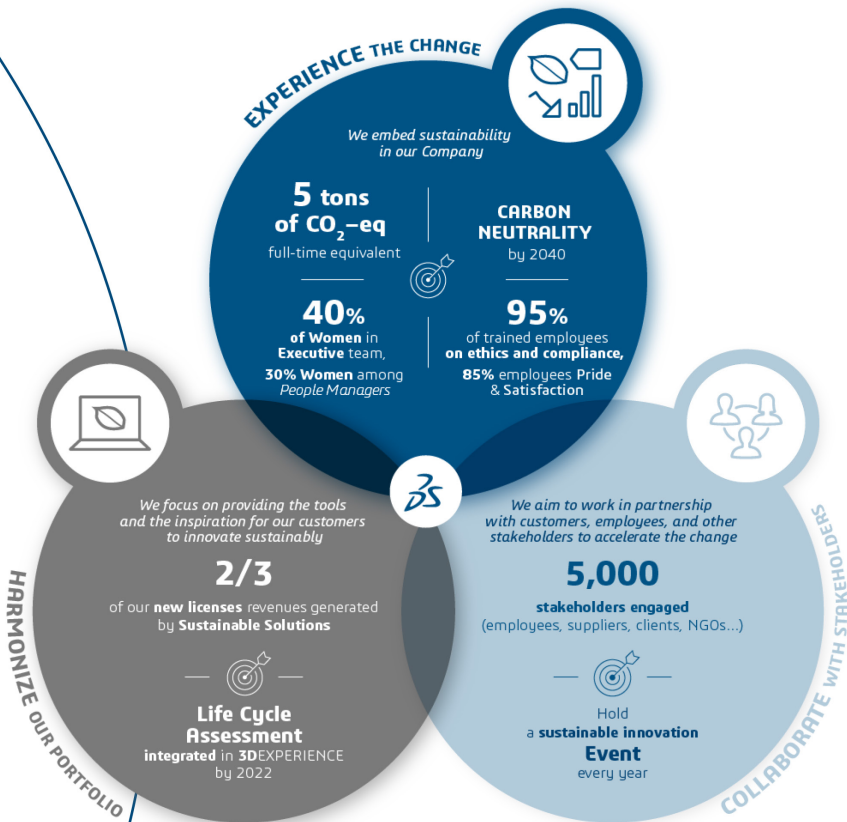 EXPERIENCE THE CHANGE
We embed sustainability
in our Company
5 tons
of CO₂–eq
full-time equivalent
CARBON
NEUTRALITY
by 2040
40%
of Women in
Executive team,
30% Women among
People Managers
95%
of trained employees
on ethics and compliance,
85% employees Pride
& Satisfaction
3DS
HARMONIZE OUR PORTFOLIO
We focus on providing the tools
and the inspiration for our customers
to innovate sustainably
2/3
of our new licenses revenues generated
by Sustainable Solutions
Life Cycle
Assessment
integrated in 3DEXPERIENCE
by 2022
COLLABORATE WITH STAKEHOLDERS
We aim to work in partnership
with customers, employees, and other
stakeholders to accelerate the change
5,000
stakeholders engaged
(employees, suppliers, clients, NGOs...)
Hold
a sustainable innovation
Event
every year